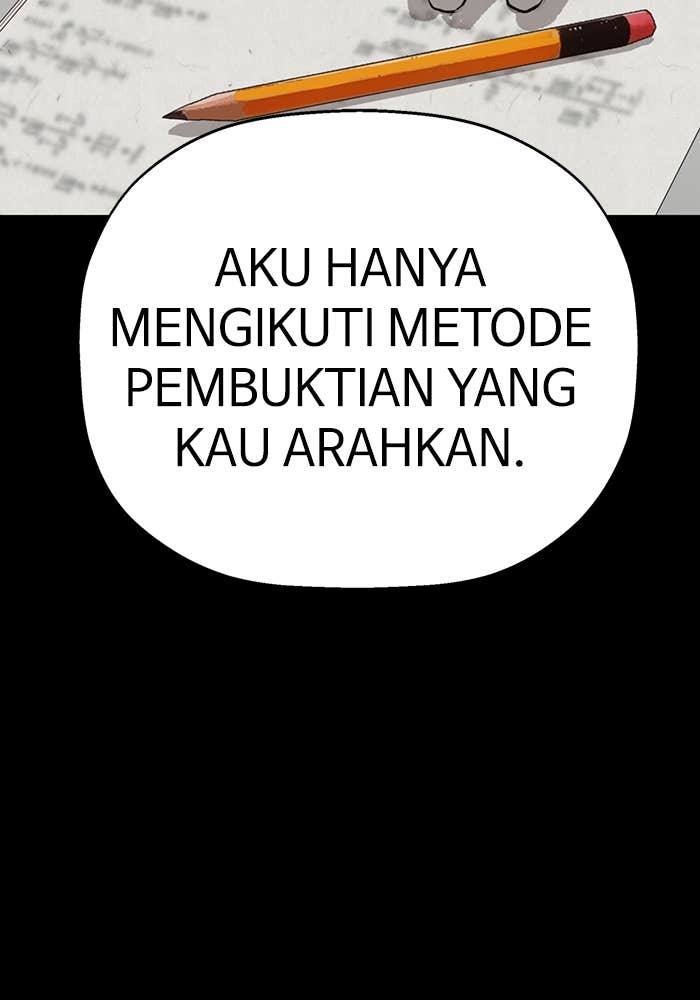 AKU HANYA
MENGIKUTI METODE
PEMBUKTIAN YANG
KAU ARAHKAN.